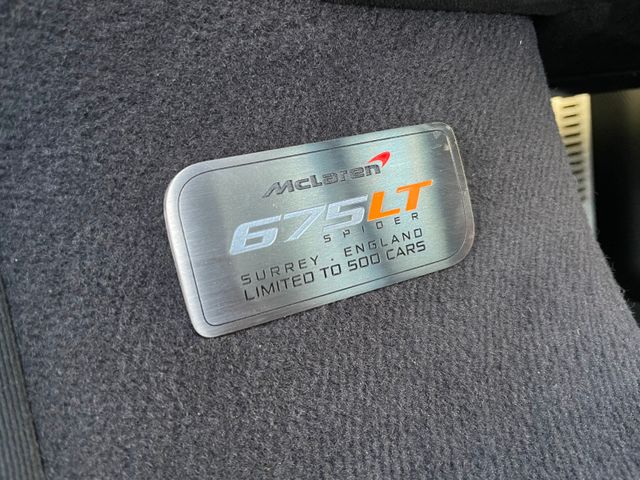 McLaren
675LT
SPIDER
SURREY · ENGLAND
LIMITED TO 500 CARS